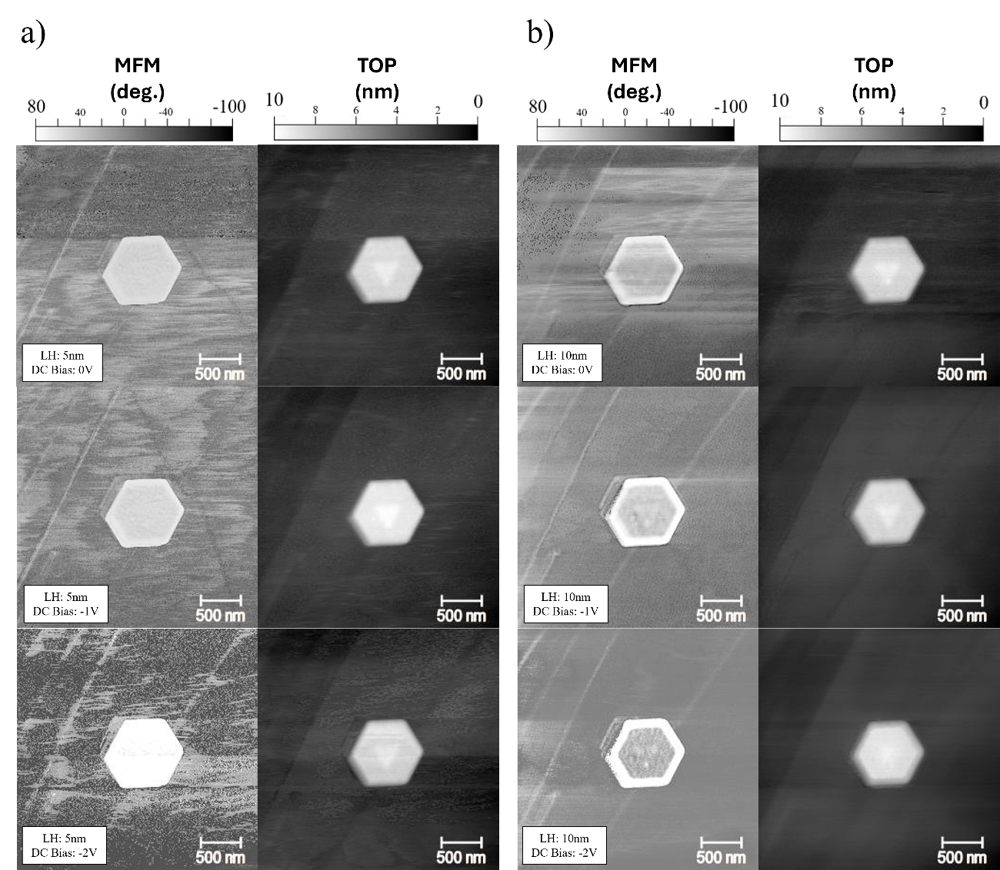 a)
b)
MFM
(deg.)
TOP
(nm)
MFM
(deg.)
TOP
(nm)
80 40 0 -40 -100
10 8 6 4 2 0
80 40 0 -40 -100
10 8 6 4 2 0
LH: 5nm
DC Bias: 0V
500 nm
500 nm
LH: 10nm
DC Bias: 0V
500 nm
500 nm
LH: 5nm
DC Bias: -1V
500 nm
500 nm
LH: 10nm
DC Bias: -1V
500 nm
500 nm
LH: 5nm
DC Bias: -2V
500 nm
500 nm
LH: 10nm
DC Bias: -2V
500 nm
500 nm